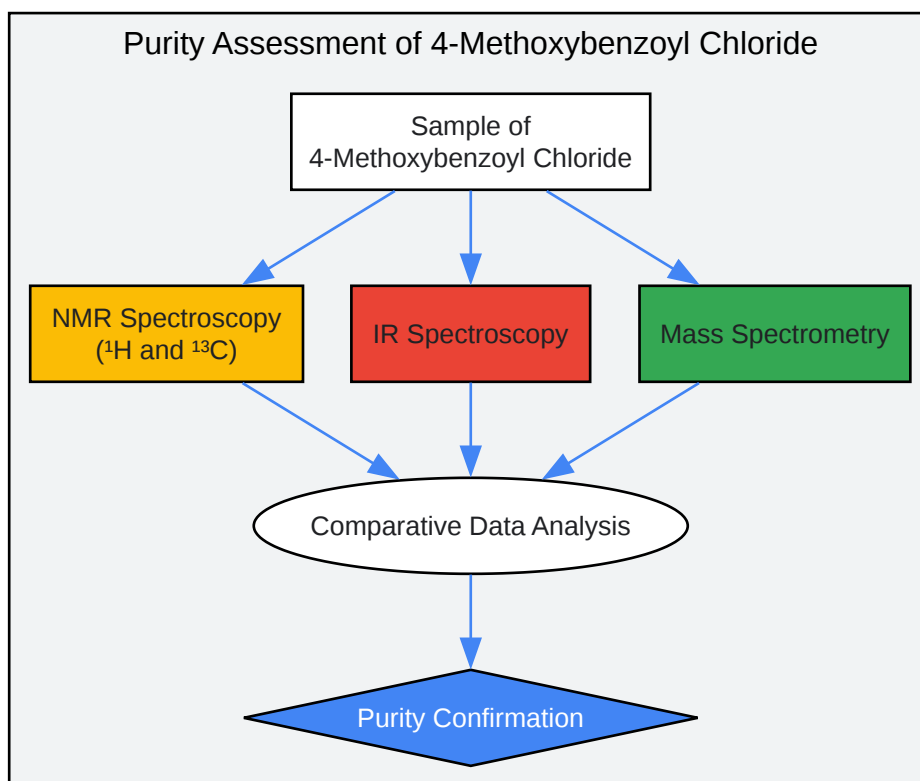 Purity Assessment of 4-Methoxybenzoyl Chloride
Sample of
4-Methoxybenzoyl Chloride
NMR Spectroscopy
(¹H and ¹³C)
IR Spectroscopy
Mass Spectrometry
Comparative Data Analysis
Purity Confirmation